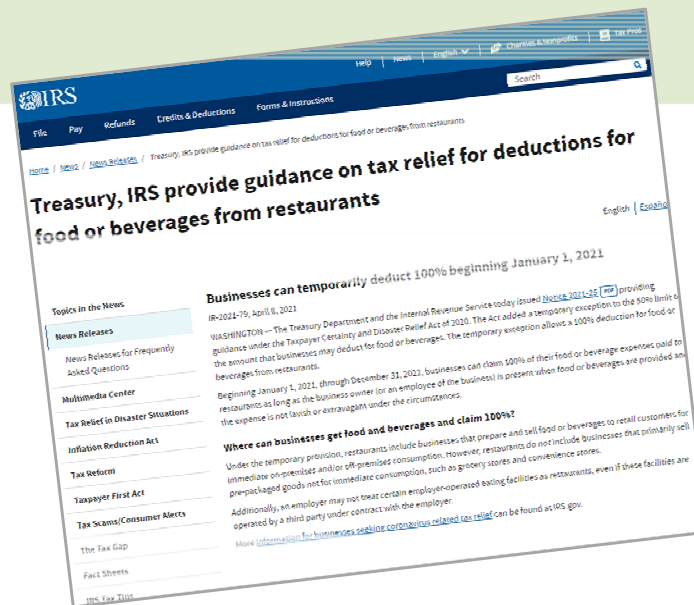 Help | News | English | Charities & Nonprofits | Tax Pros
IRS
Search
File Pay Refunds Credits & Deductions Forms & Instructions
Home / News / News Releases / Treasury, IRS provide guidance on tax relief for deductions for food or beverages from restaurants
Treasury, IRS provide guidance on tax relief for deductions for
food or beverages from restaurants
English | Españo
Topics in the News
News Releases
News Releases for Frequently
Asked Questions
Multimedia Center
Tax Relief in Disaster Situations
Inflation Reduction Act
Tax Reform
Taxpayer First Act
Tax Scams/Consumer Alerts
The Tax Gap
Fact Sheets
IRS Tax Tips
Businesses can temporarily deduct 100% beginning January 1, 2021
IR-2021-79, April 8, 2021
WASHINGTON — The Treasury Department and the Internal Revenue Service today issued Notice 2021-25 PDF providing
guidance under the Taxpayer Certainty and Disaster Relief Act of 2020. The Act added a temporary exception to the 50% limit o
the amount that businesses may deduct for food or beverages. The temporary exception allows a 100% deduction for food or
beverages from restaurants.
Beginning January 1, 2021, through December 31, 2022, businesses can claim 100% of their food or beverage expenses paid to
restaurants as long as the business owner (or an employee of the business) is present when food or beverages are provided and
the expense is not lavish or extravagant under the circumstances.
Where can businesses get food and beverages and claim 100%?
Under the temporary provision, restaurants include businesses that prepare and sell food or beverages to retail customers for
immediate on-premises and/or off-premises consumption. However, restaurants do not include businesses that primarily sell
pre-packaged goods not for immediate consumption, such as grocery stores and convenience stores.
Additionally, an employer may not treat certain employer-operated eating facilities as restaurants, even if these facilities are
operated by a third party under contract with the employer.
More information for businesses seeking coronavirus related tax relief can be found at IRS.gov.